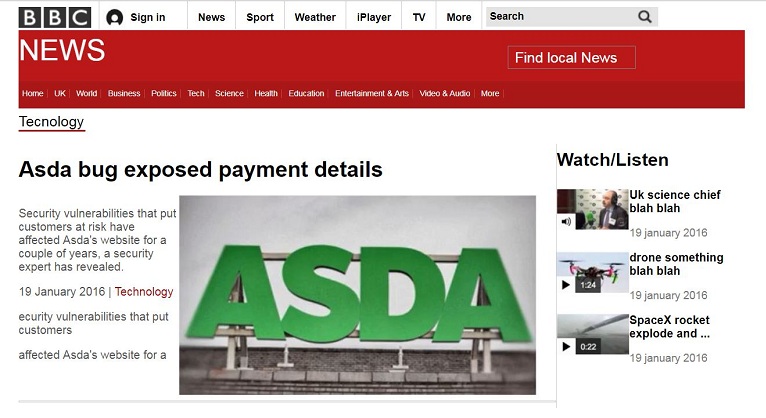 BBC Sign in News Sport Weather iPlayer TV More Search
NEWS
Find local News
Home UK World Business Politics Tech Science Health Education Entertainment & Arts Video & Audio More
Tecnology
Asda bug exposed payment details
Security vulnerabilities that put
customers at risk have
affected Asda's website for a
couple of years, a security
expert has revealed.
19 January 2016 | Technology
ecurity vulnerabilities that put
customers
affected Asda's website for a
ASDA
Watch/Listen
Uk science chief
blah blah
19 january 2016
drone something
blah blah
1:24
19 january 2016
SpaceX rocket
explode and ...
0:22
19 january 2016